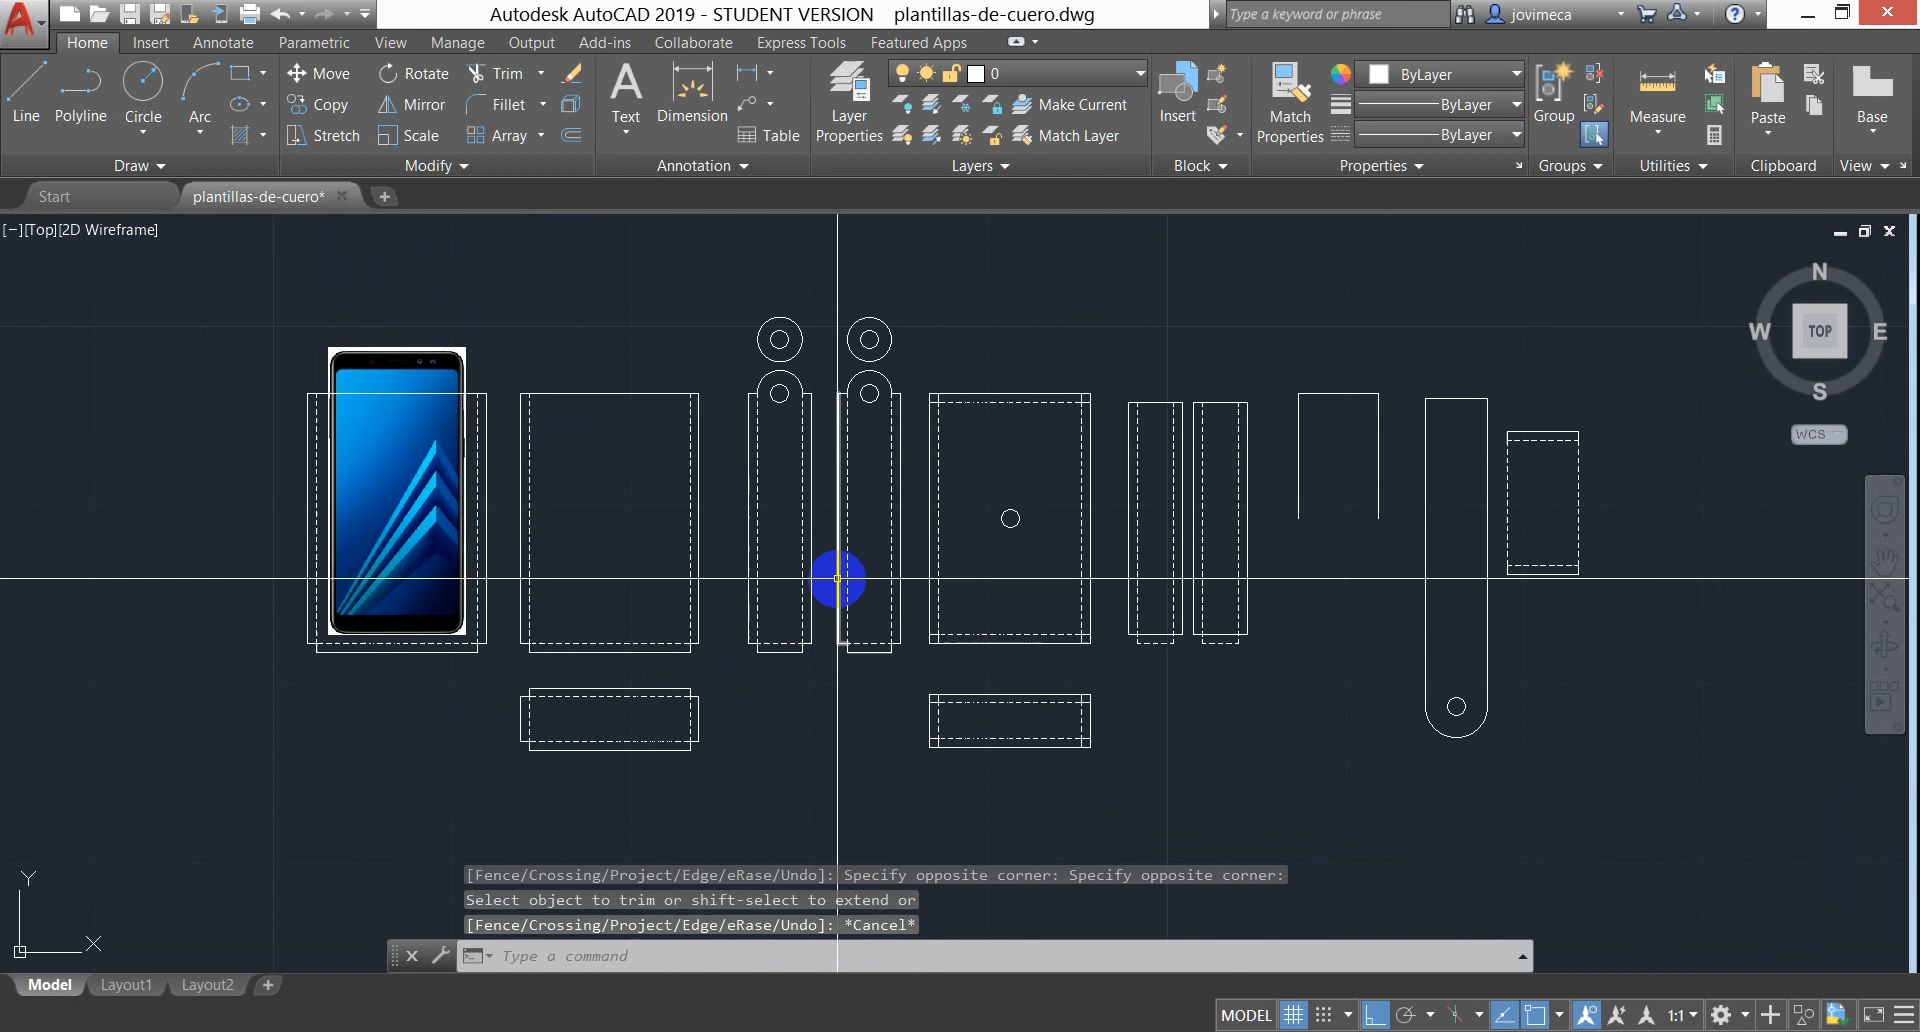 Autodesk AutoCAD 2019 - STUDENT VERSION plantillas-de-cuero.dwg
Type a keyword or phrase
jovimeca
Home Insert Annotate Parametric View Manage Output Add-ins Collaborate Express Tools Featured Apps
Line Polyline Circle Arc
Move Rotate Trim
Copy Mirror Fillet
Stretch Scale Array
Text Dimension Table
Layer Properties
0
Make Current
Match Layer
Insert
Match Properties
ByLayer
ByLayer
ByLayer
Group
Measure
Paste
Base
Draw Modify Annotation Layers Block Properties Groups Utilities Clipboard View
Start plantillas-de-cuero*
[−][Top][2D Wireframe]
N
W TOP E
S
WCS
Y
X
[Fence/Crossing/Project/Edge/eRase/Undo]: Specify opposite corner: Specify opposite corner:
Select object to trim or shift-select to extend or
[Fence/Crossing/Project/Edge/eRase/Undo]: *Cancel*
Type a command
Model Layout1 Layout2
MODEL 1:1